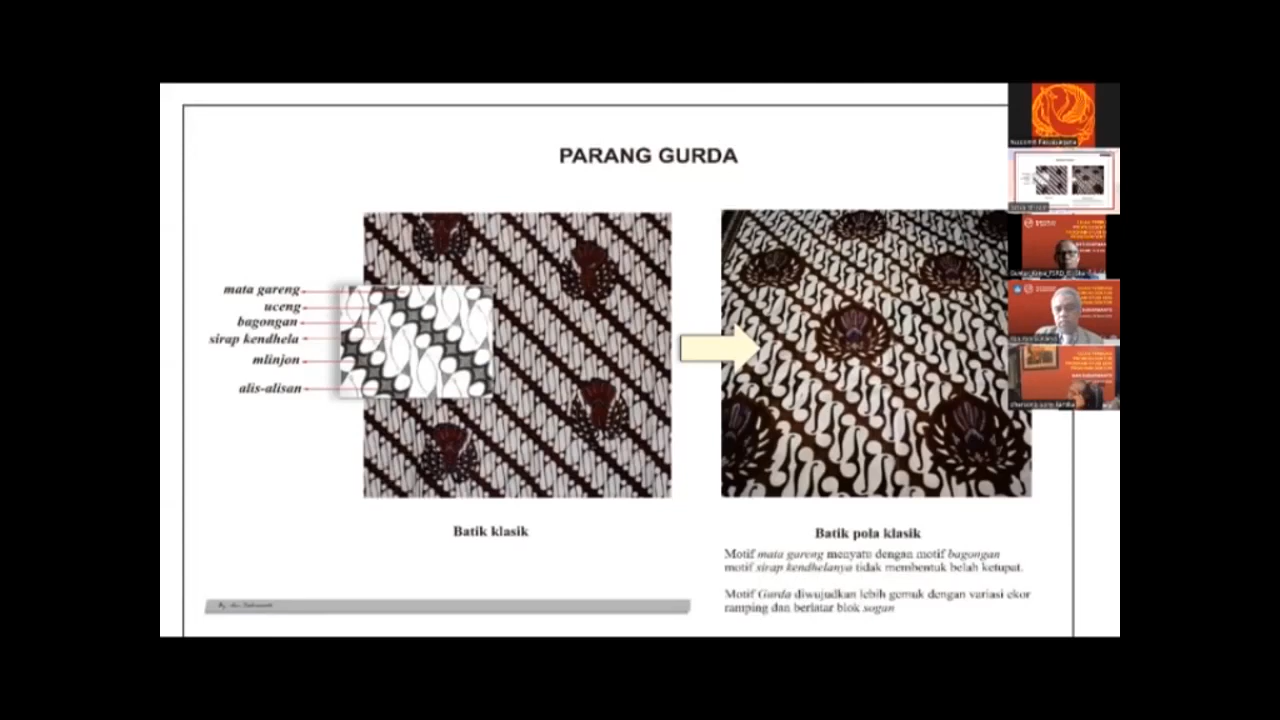 PARANG GURDA
mata gareng
uceng
bagongan
sirap kendhela
mlinjon
alis-alisan
Batik klasik
Batik pola klasik
Motif mata gareng menyatu dengan motif bagongan
motif sirap kendhelanya tidak membentuk belah ketupat.
Motif Gurda diwujudkan lebih gemuk dengan variasi ekor
ramping dan berlatar blok sogan